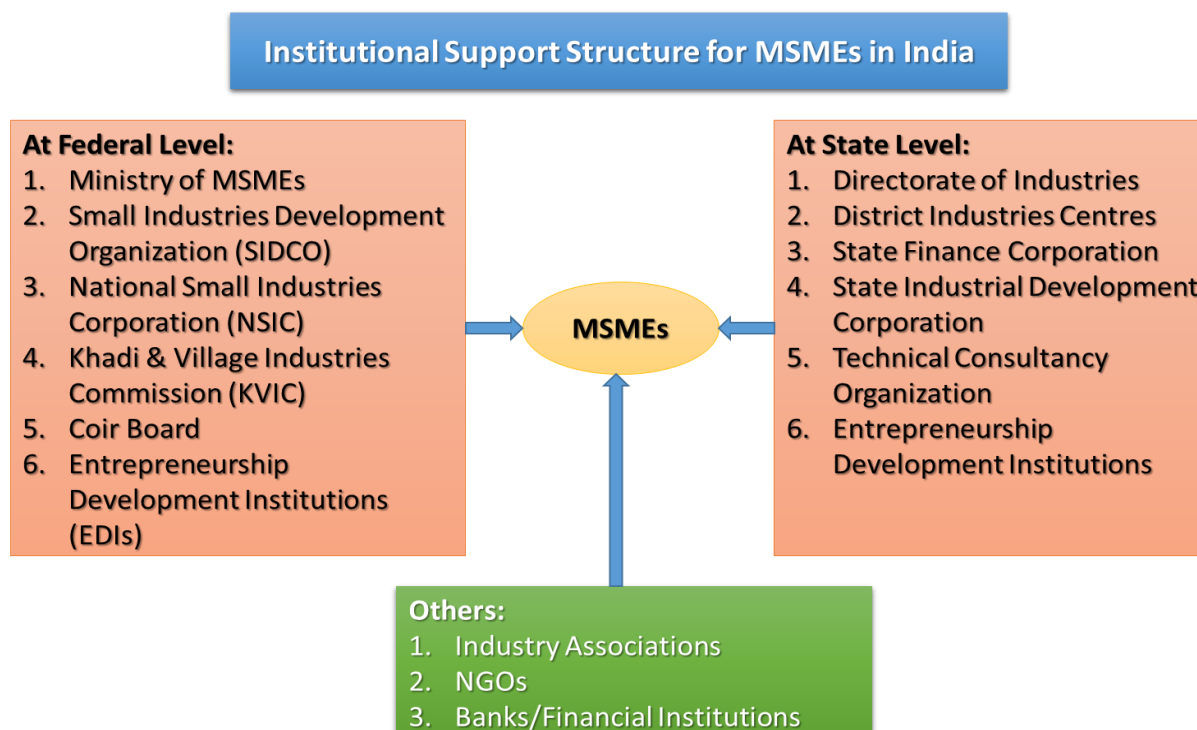 Institutional Support Structure for MSMEs in India
At Federal Level:
1. Ministry of MSMEs
2. Small Industries Development
Organization (SIDCO)
3. National Small Industries
Corporation (NSIC)
4. Khadi & Village Industries
Commission (KVIC)
5. Coir Board
6. Entrepreneurship
Development Institutions
(EDIs)
MSMEs
At State Level:
1. Directorate of Industries
2. District Industries Centres
3. State Finance Corporation
4. State Industrial Development
Corporation
5. Technical Consultancy
Organization
6. Entrepreneurship
Development Institutions
Others:
1. Industry Associations
2. NGOs
3. Banks/Financial Institutions